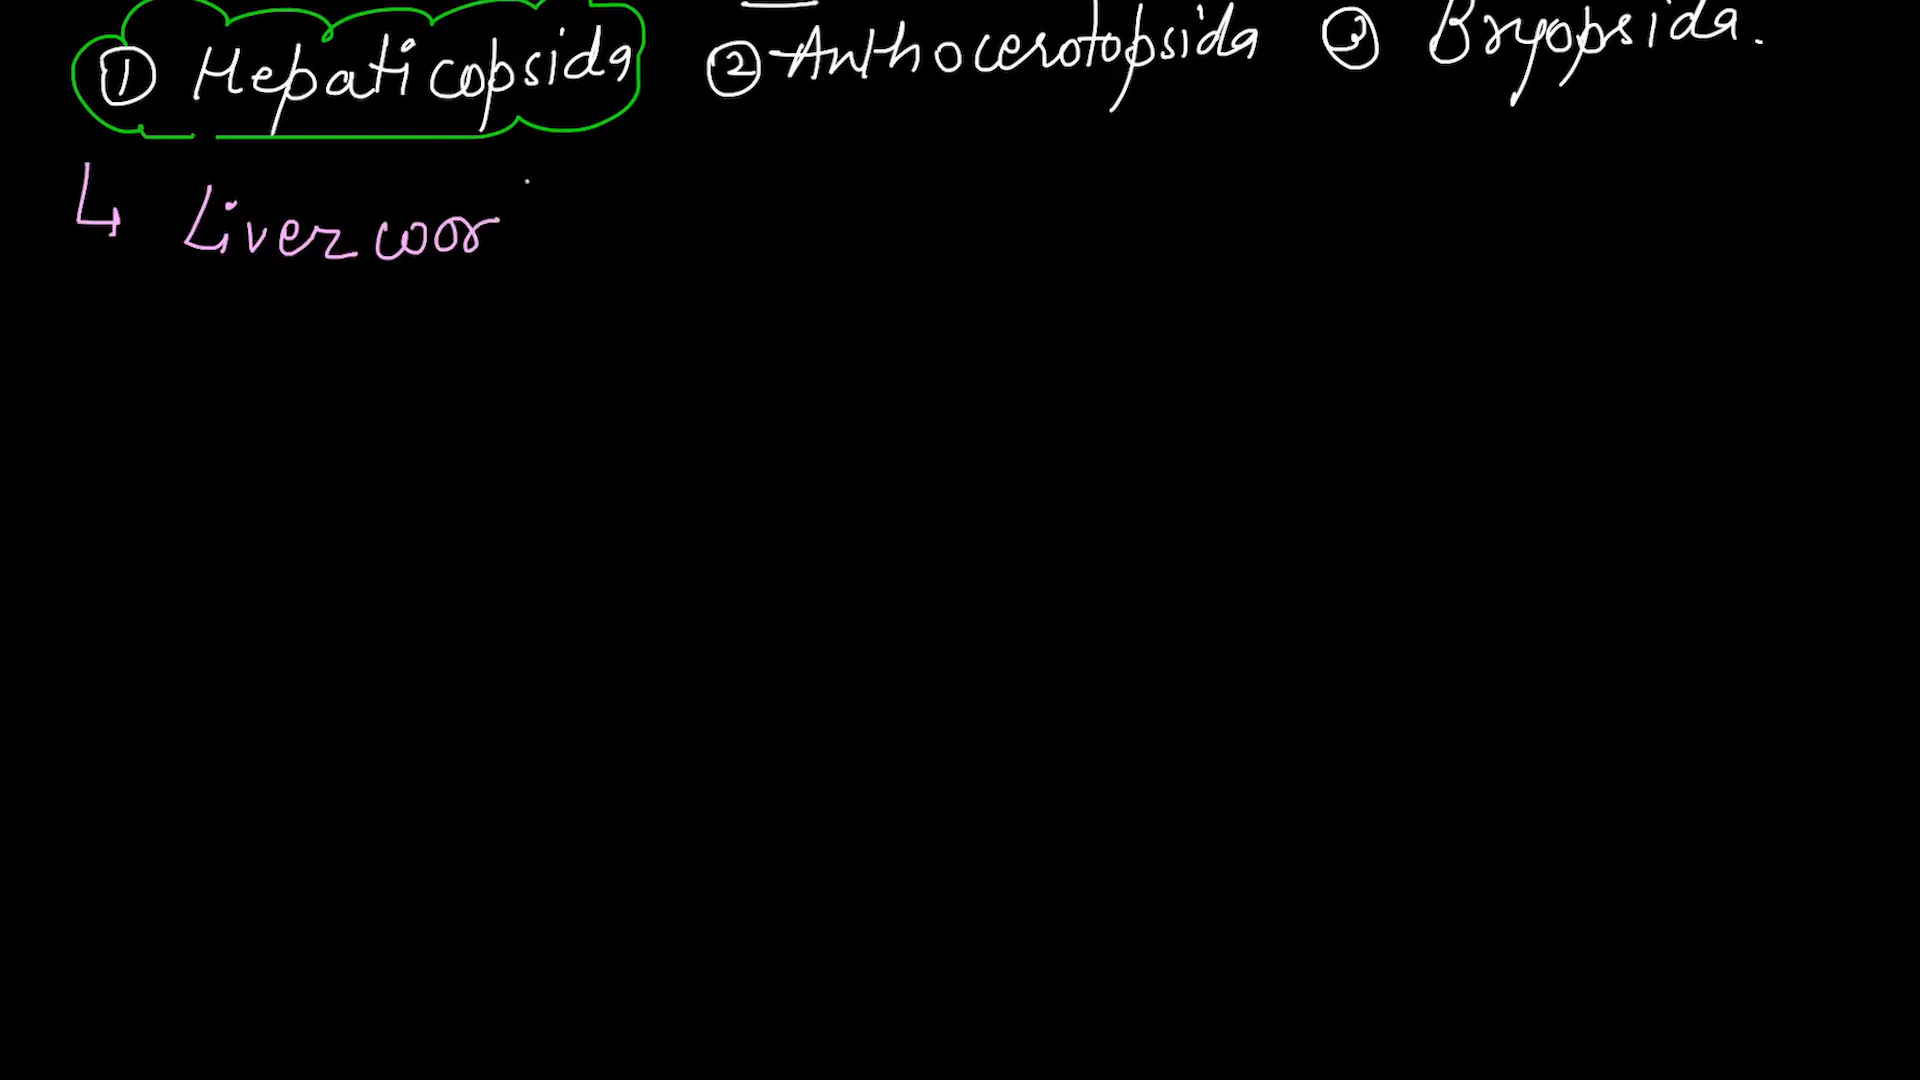 ① Hepaticopsida ② Anthocerotopsida ③ Bryopsida.
↳ Liverwor